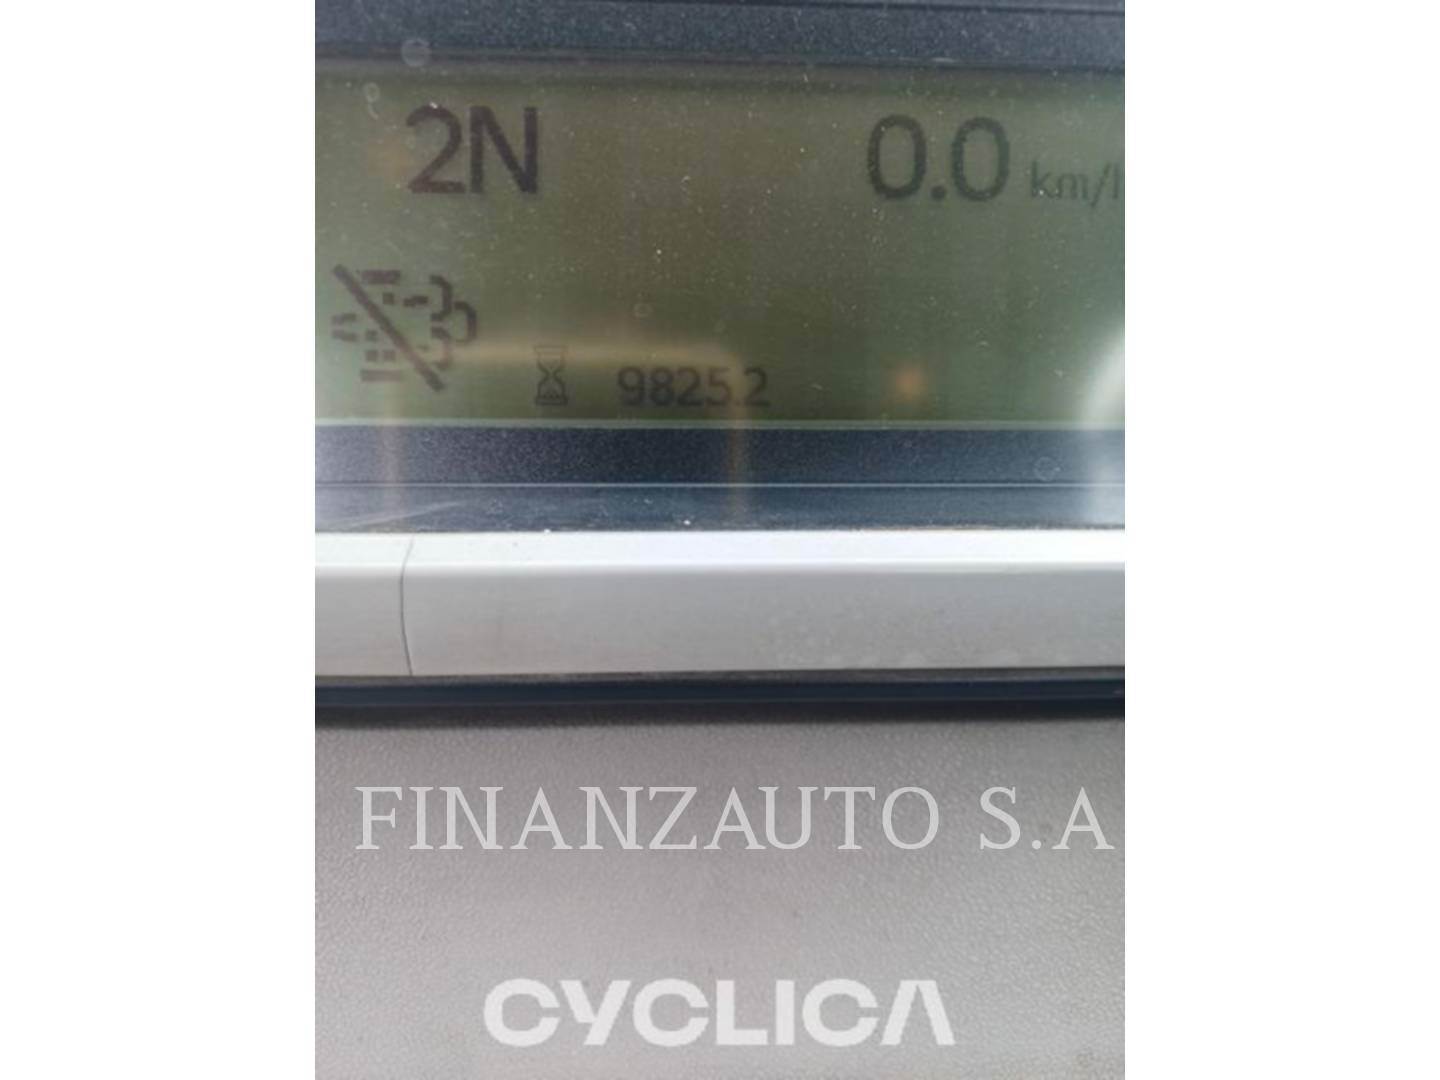 2N 0.0 km/
9825.2
FINANZAUTO S.A
CYCLICA